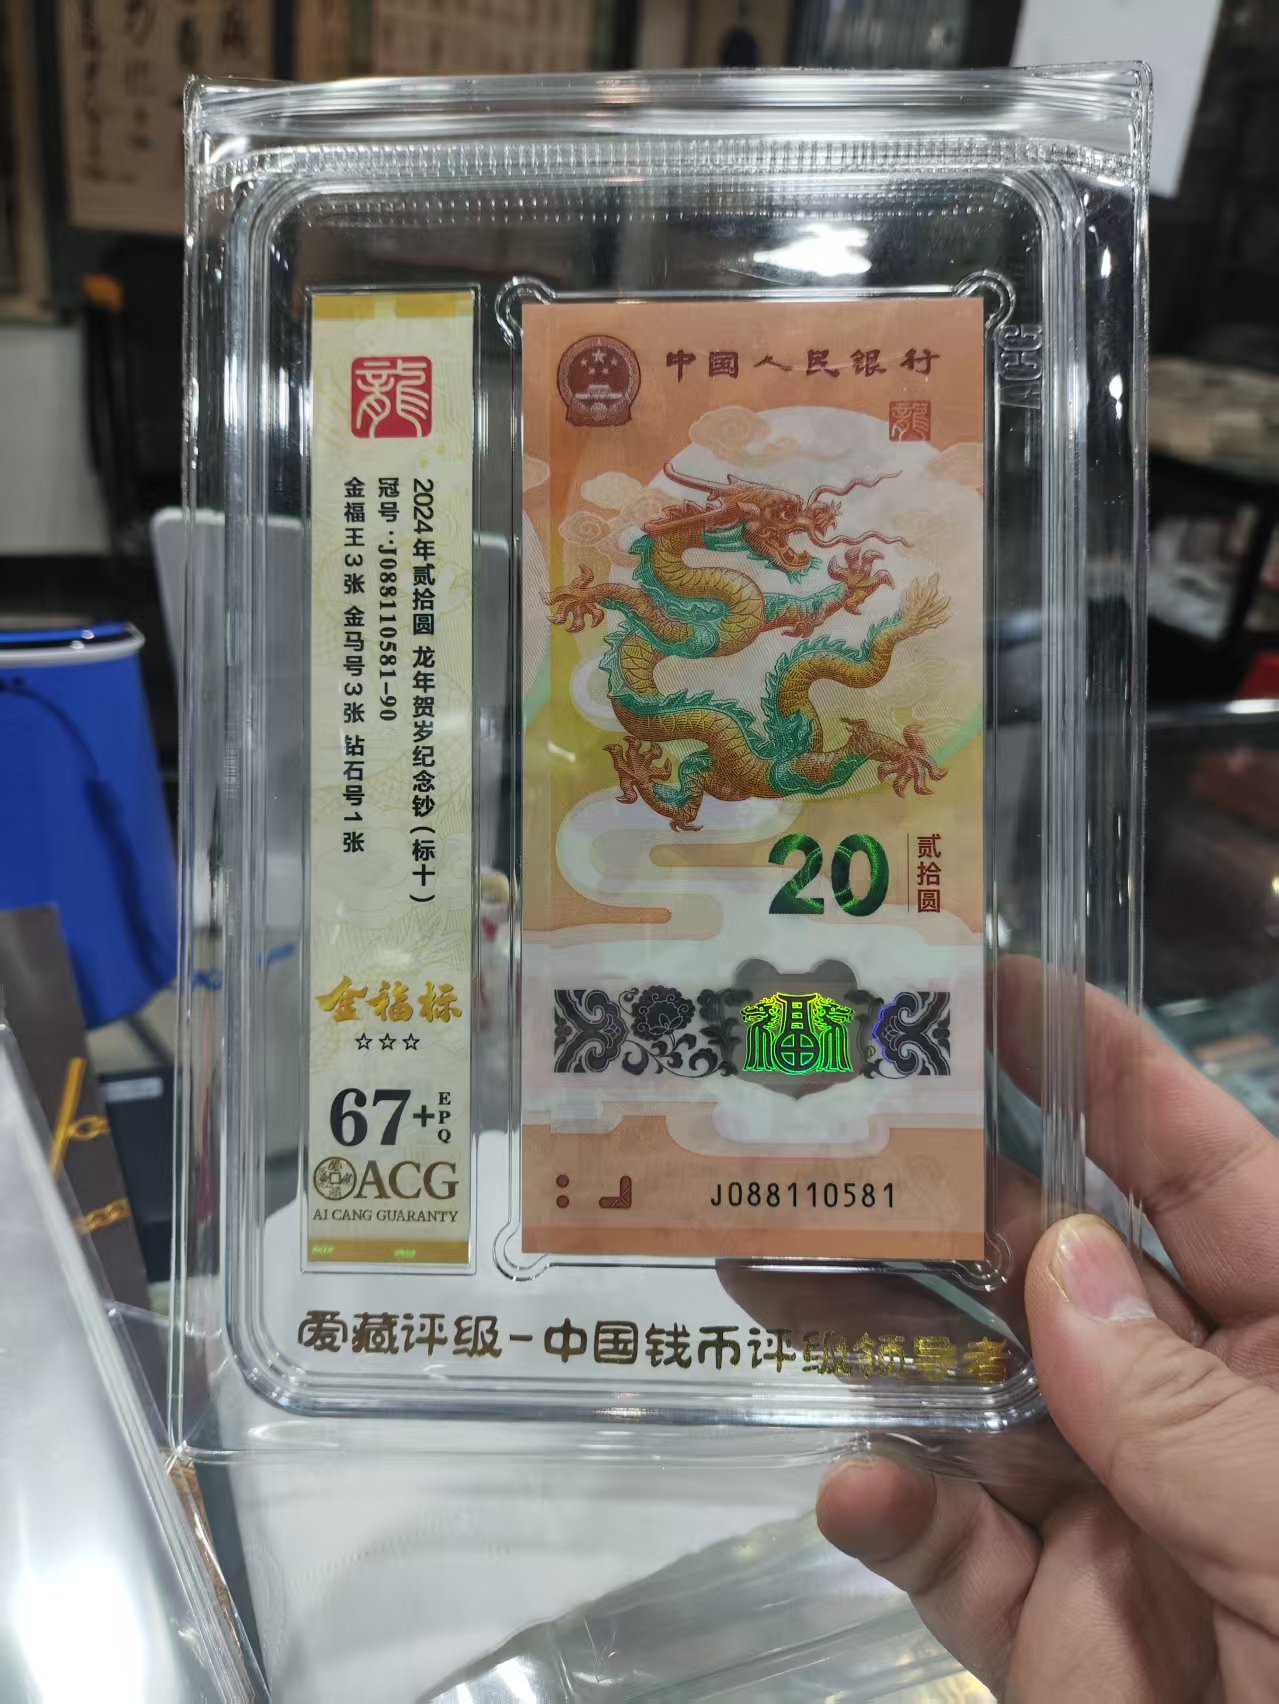 龍
2024年贰拾圆 龙年贺岁纪念钞(标十)
冠号:J088110581-90
金福王3张 金马号3张 钻石号1张
金福标
☆☆☆
67+EPQ
ACG
AI CANG GUARANTY
中国人民银行
龍
20
贰拾圆
福
J088110581
爱藏评级-中国钱币评级领导者